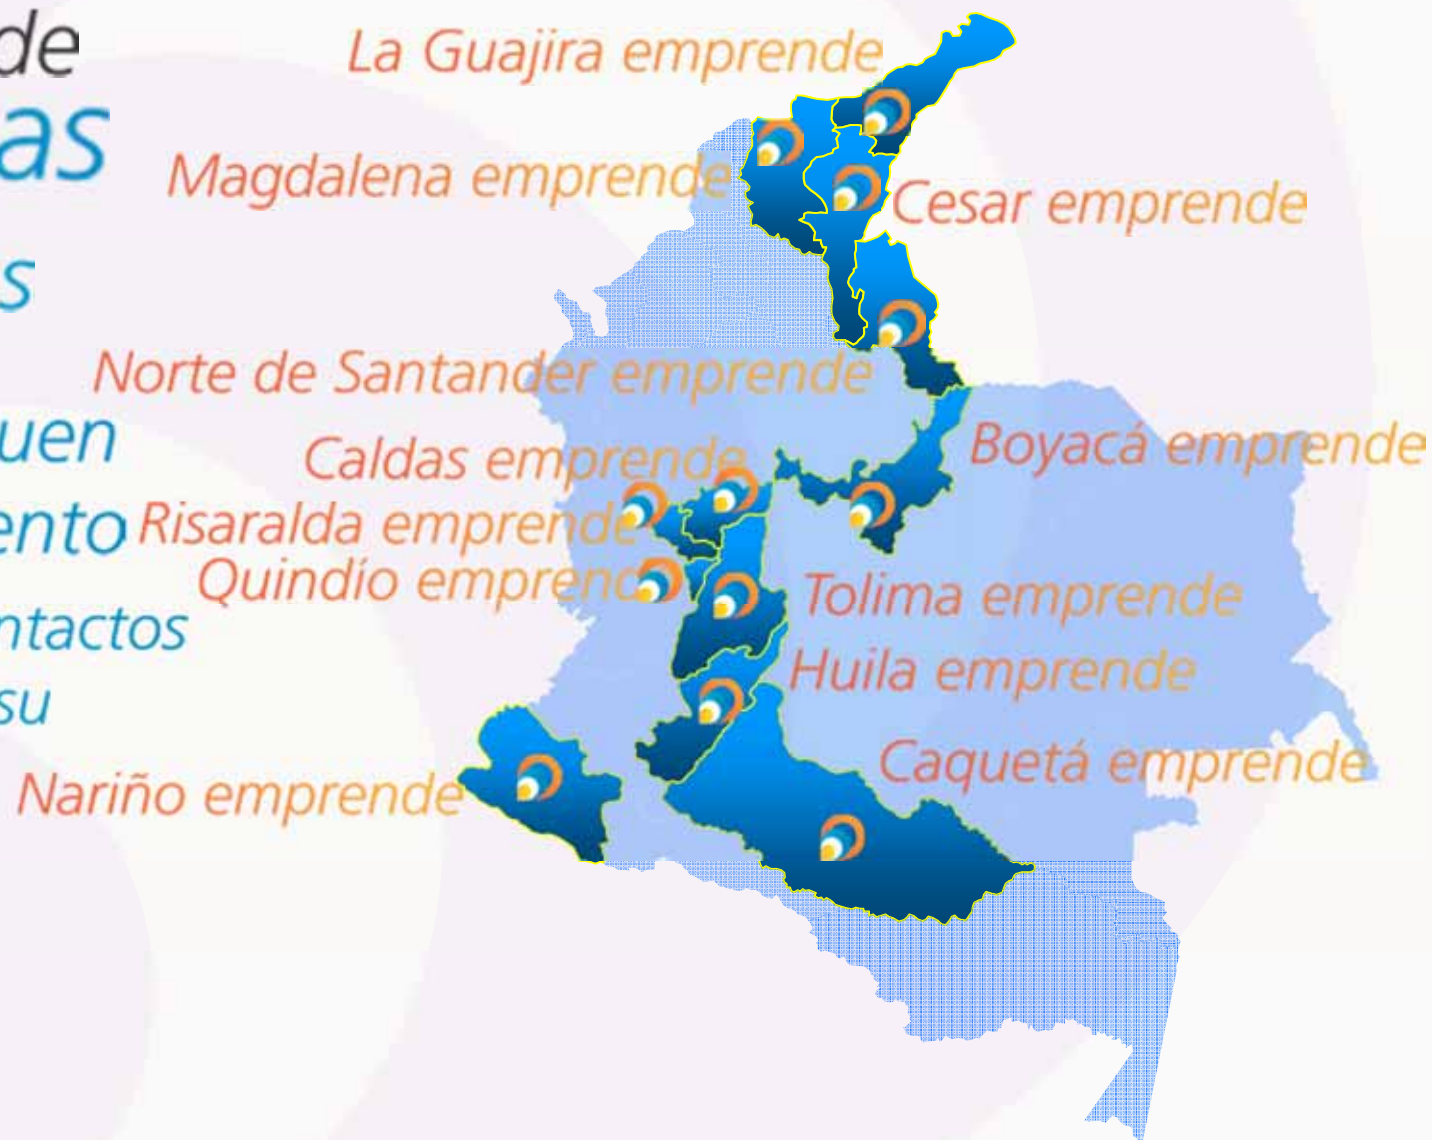 de
La Guajira emprende
as
Magdalena emprende
Cesar emprende
s
Norte de Santander emprende
uen
Caldas emprende
Boyacá emprende
ento
Risaralda emprende
Quindío emprend
Tolima emprende
ntactos
Huila emprende
su
Caquetá emprende
Nariño emprende